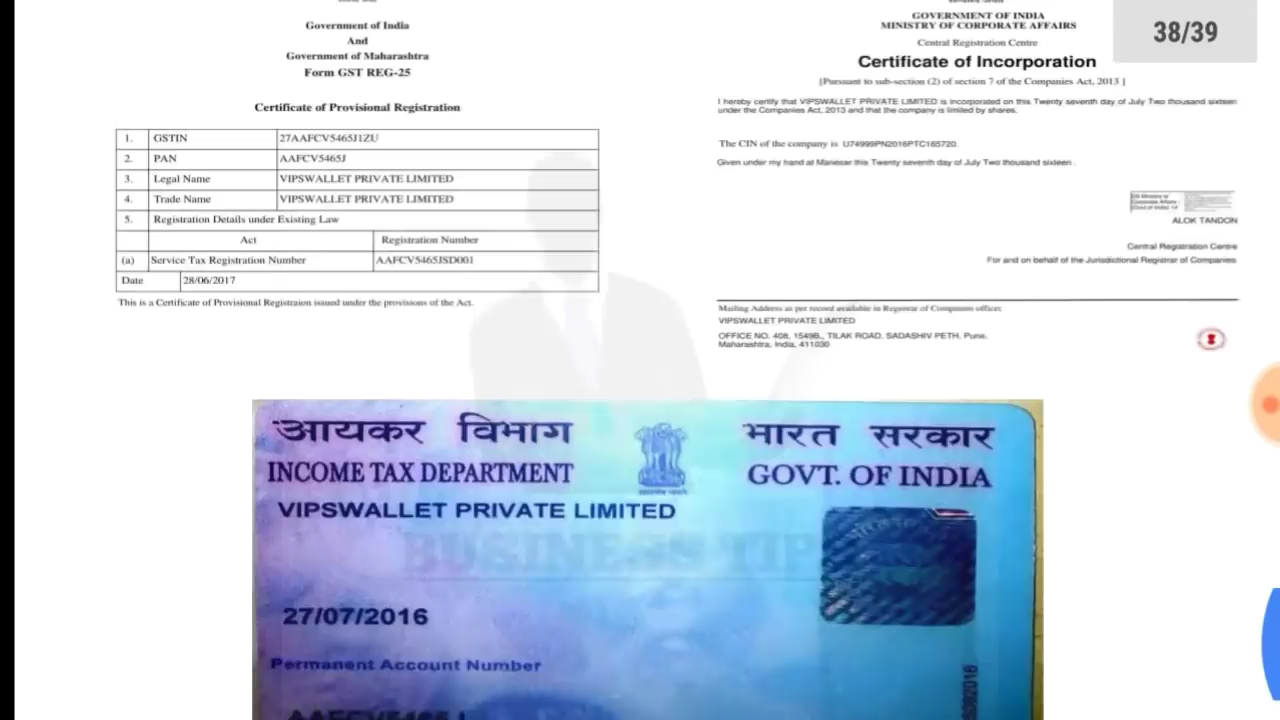 38/39
Government of India
And
Government of Maharashtra
Form GST REG-25
Certificate of Provisional Registration
1. GSTIN 27AAFCV5465J1ZU
2. PAN AAFCV5465J
3. Legal Name VIPSWALLET PRIVATE LIMITED
4. Trade Name VIPSWALLET PRIVATE LIMITED
5. Registration Details under Existing Law
Act Registration Number
(a) Service Tax Registration Number AAFCV5465JSD001
Date 28/06/2017
This is a Certificate of Provisional Registraion issued under the provisions of the Act.
GOVERNMENT OF INDIA
MINISTRY OF CORPORATE AFFAIRS
Central Registration Centre
Certificate of Incorporation
[Pursuant to sub-section (2) of section 7 of the Companies Act, 2013 ]
I hereby certify that VIPSWALLET PRIVATE LIMITED is incorporated on this Twenty seventh day of July Two thousand sixteen
under the Companies Act, 2013 and that the company is limited by shares.
The CIN of the company is U74999PN2016PTC165720.
Given under my hand at Manesar this Twenty seventh day of July Two thousand sixteen .
ALOK TANDON
Central Registration Centre
For and on behalf of the Jurisdictional Registrar of Companies
Mailing Address as per record available in Registrar of Companies office:
VIPSWALLET PRIVATE LIMITED
OFFICE NO. 408, 1549B,, TILAK ROAD, SADASHIV PETH, Pune,
Maharashtra, India, 411030
आयकर विभाग भारत सरकार
INCOME TAX DEPARTMENT GOVT. OF INDIA
VIPSWALLET PRIVATE LIMITED
BUSINESS TIP
27/07/2016
Permanent Account Number
AAFCV5465J